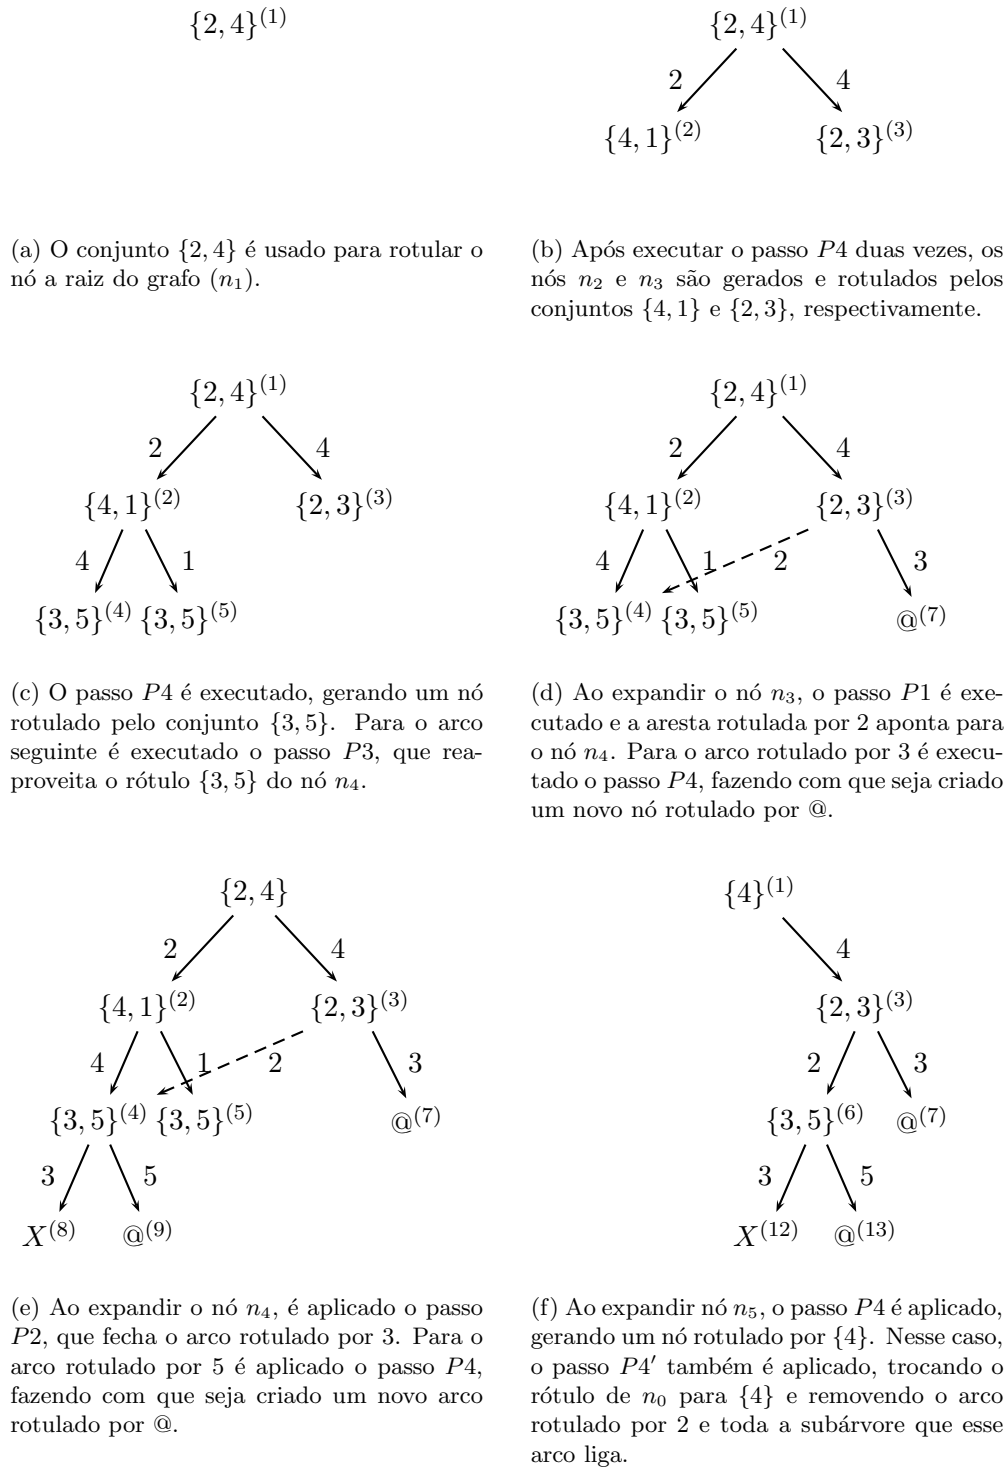 {2, 4}(1)
{2, 4}(1)
2
4
{4, 1}(2)
{2, 3}(3)
(a) O conjunto {2, 4} é usado para rotular o
nó a raiz do grafo (n1).
(b) Após executar o passo P4 duas vezes, os
nós n2 e n3 são gerados e rotulados pelos
conjuntos {4, 1} e {2, 3}, respectivamente.
{2, 4}(1)
2
4
{4, 1}(2)
{2, 3}(3)
4
1
{3, 5}(4)
{3, 5}(5)
{2, 4}(1)
2
4
{4, 1}(2)
{2, 3}(3)
4
1
2
3
{3, 5}(4)
{3, 5}(5)
@(7)
(c) O passo P4 é executado, gerando um nó
rotulado pelo conjunto {3, 5}. Para o arco
seguinte é executado o passo P3, que rea-
proveita o rótulo {3, 5} do nó n4.
(d) Ao expandir o nó n3, o passo P1 é exe-
cutado e a aresta rotulada por 2 aponta para
o nó n4. Para o arco rotulado por 3 é execu-
tado o passo P4, fazendo com que seja criado
um novo nó rotulado por @.
{2, 4}
2
4
{4, 1}(2)
{2, 3}(3)
4
1
2
3
{3, 5}(4)
{3, 5}(5)
@(7)
3
5
X(8)
@(9)
{4}(1)
4
{2, 3}(3)
2
3
{3, 5}(6)
@(7)
3
5
X(12)
@(13)
(e) Ao expandir o nó n4, é aplicado o passo
P2, que fecha o arco rotulado por 3. Para o
arco rotulado por 5 é aplicado o passo P4,
fazendo com que seja criado um novo arco
rotulado por @.
(f) Ao expandir nó n5, o passo P4 é aplicado,
gerando um nó rotulado por {4}. Nesse caso,
o passo P4′ também é aplicado, trocando o
rótulo de n0 para {4} e removendo o arco
rotulado por 2 e toda a subárvore que esse
arco liga.